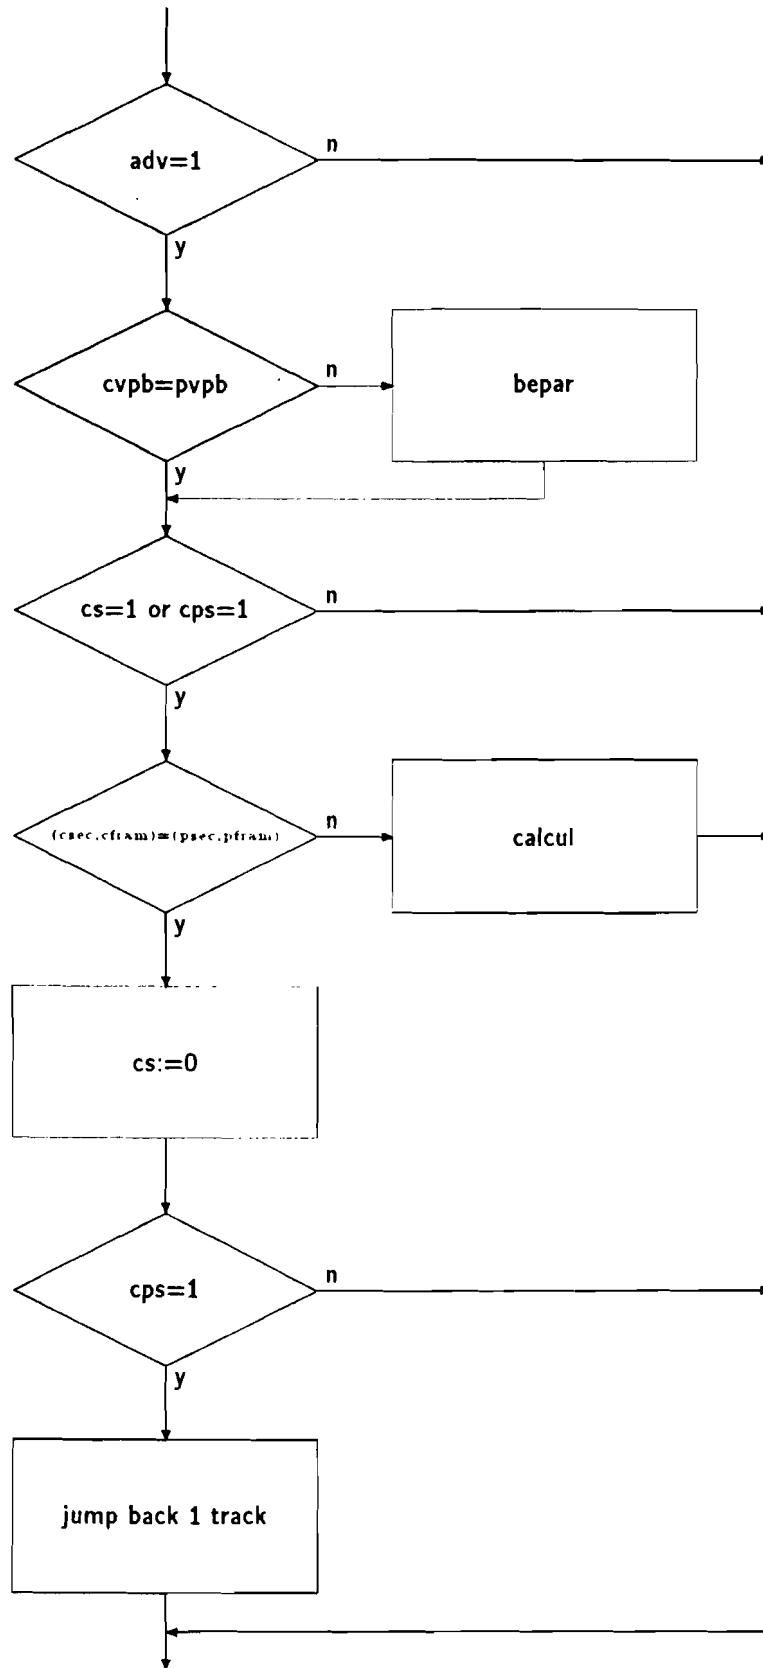 adv=1
n
y
cvpb=pvpb
n
bepar
y
cs=1 or cps=1
n
y
(csec,cfram)=(psec,pfram)
n
calcul
y
cs:=0
cps=1
n
y
jump back 1 track